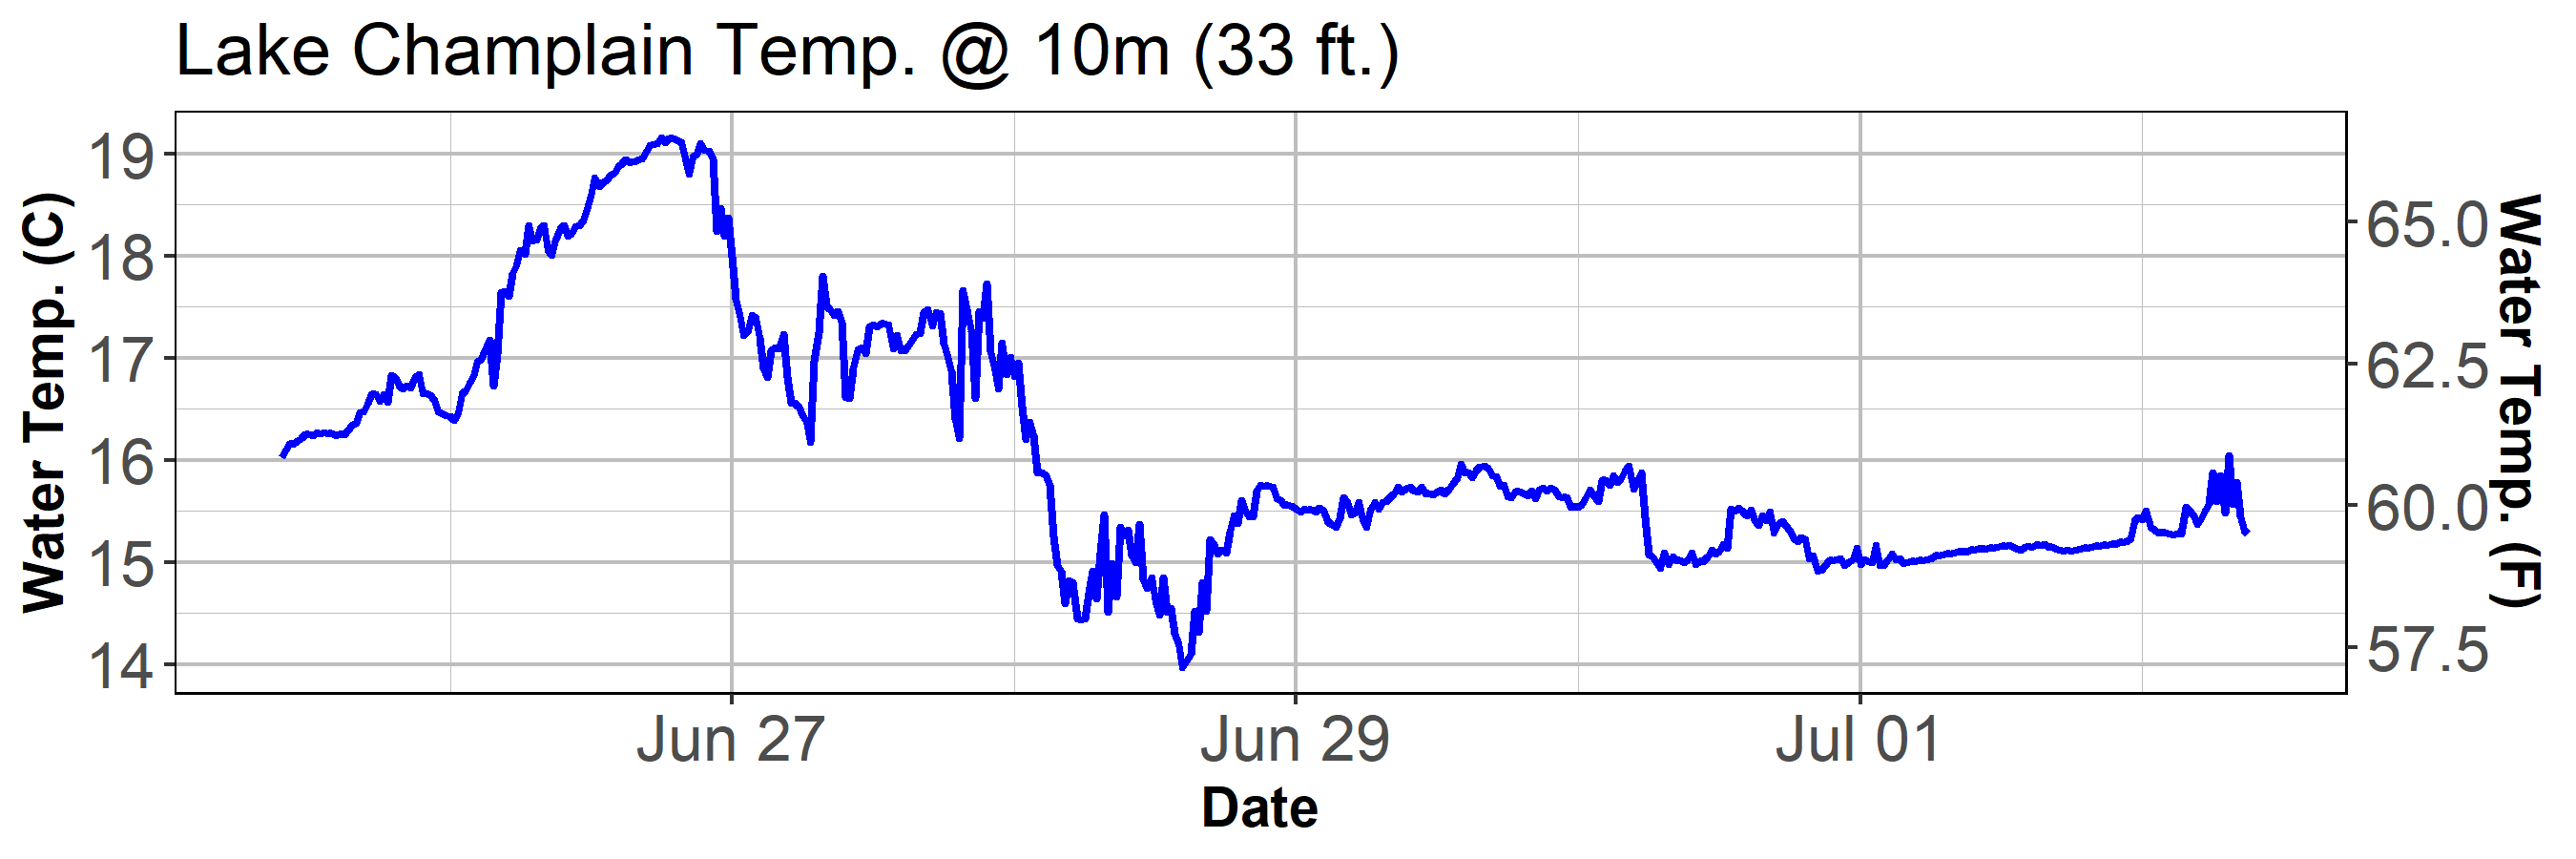 Lake Champlain Temp. @ 10m (33 ft.)
Water Temp. (C)
19
18
17
16
15
14
65.0
62.5
60.0
57.5
Water Temp. (F)
Jun 27
Jun 29
Jul 01
Date